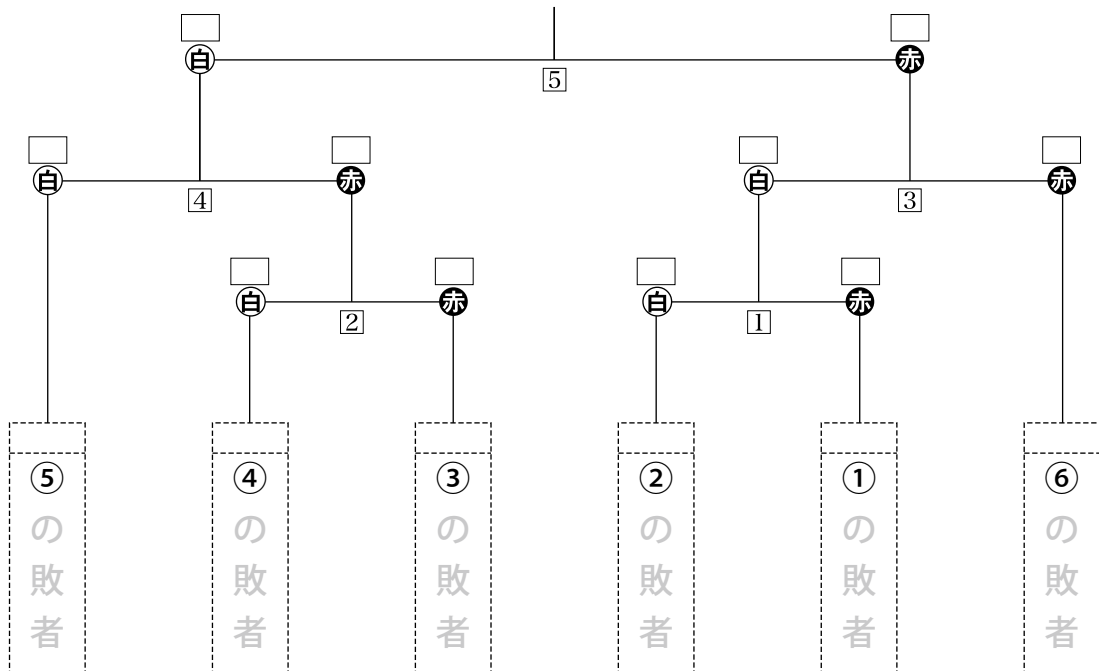 白 赤
5
白 赤 白 赤
4 3
白 赤 白 赤
2 1
⑤の敗者
④の敗者
③の敗者
②の敗者
①の敗者
⑥の敗者